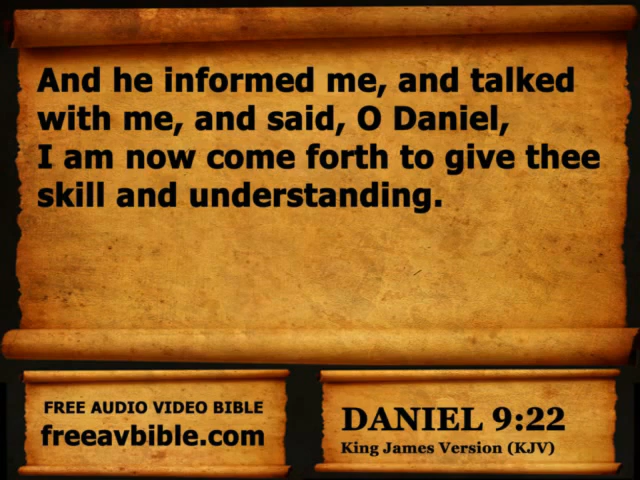 And he informed me, and talked
with me, and said, O Daniel,
I am now come forth to give thee
skill and understanding.
FREE AUDIO VIDEO BIBLE
freeavbible.com
DANIEL 9:22
King James Version (KJV)